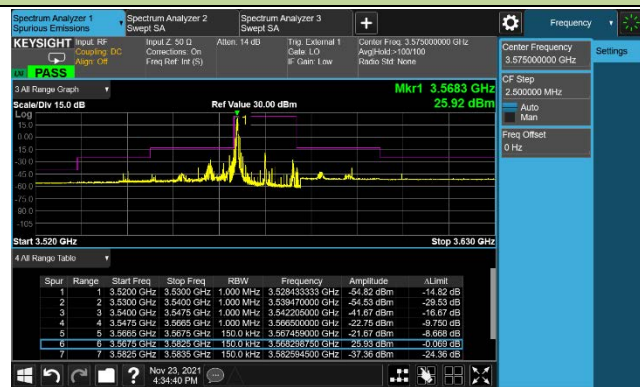 Spectrum Analyzer 1
Spurious Emissions
Spectrum Analyzer 2
Swept SA
Spectrum Analyzer 3
Swept SA
Frequency
KEYSIGHT
Input: RF
Coupling: DC
Align: Off
Input Z: 50 Ω
Corrections: On
Freq Ref: Int (S)
Atten: 14 dB
Trig: External 1
Gate: LO
IF Gain: Low
Center Freq: 3.575000000 GHz
Avg|Hold:>100/100
Radio Std: None
PASS
Center Frequency
3.575000000 GHz
Settings
CF Step
2.500000 MHz
Auto
Man
Freq Offset
0 Hz
3 All Range Graph
Mkr1 3.5683 GHz
Scale/Div 15.0 dB
Ref Value 30.00 dBm
25.92 dBm
Log
15.0
0.00
-15.0
-30.0
-45.0
-60.0
-75.0
-90.0
-105
1
Start 3.520 GHz
Stop 3.630 GHz
4 All Range Table
Spur Range Start Freq Stop Freq RBW Frequency Amplitude ΔLimit
1 1 3.5200 GHz 3.5300 GHz 1.000 MHz 3.528433333 GHz -54.82 dBm -14.82 dB
2 2 3.5300 GHz 3.5400 GHz 1.000 MHz 3.539470000 GHz -54.53 dBm -29.53 dB
3 3 3.5400 GHz 3.5475 GHz 1.000 MHz 3.542205000 GHz -41.67 dBm -16.67 dB
4 4 3.5475 GHz 3.5665 GHz 1.000 MHz 3.566500000 GHz -22.75 dBm -9.750 dB
5 5 3.5665 GHz 3.5675 GHz 150.0 kHz 3.567459000 GHz -21.67 dBm -8.668 dB
6 6 3.5675 GHz 3.5825 GHz 150.0 kHz 3.568298750 GHz 25.93 dBm -0.069 dB
7 7 3.5825 GHz 3.5835 GHz 150.0 kHz 3.582594500 GHz -37.36 dBm -24.36 dB
Nov 23, 2021
4:34:40 PM